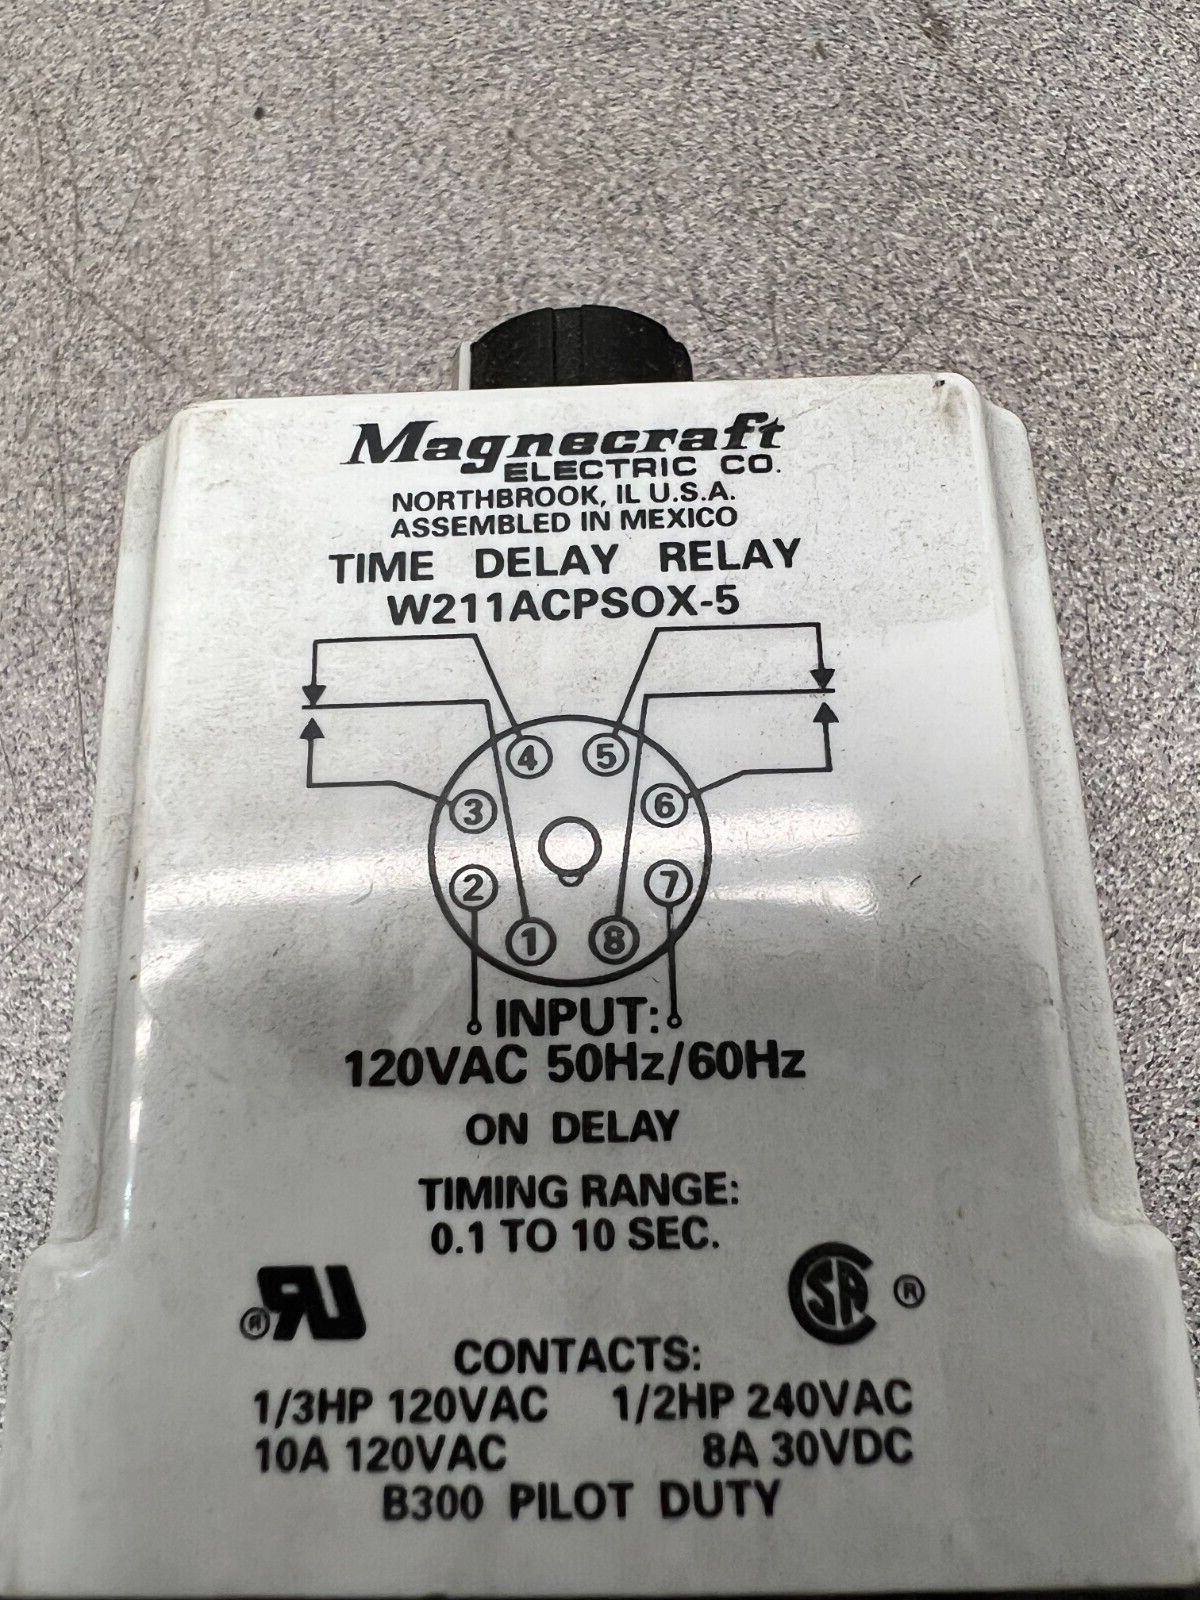 Magnecraft
ELECTRIC CO.
NORTHBROOK, IL U.S.A.
ASSEMBLED IN MEXICO
TIME DELAY RELAY
W211ACPSOX-5
4 5
3 6
2 7
1 8
INPUT:
120VAC 50Hz/60Hz
ON DELAY
TIMING RANGE:
0.1 TO 10 SEC.
RU ®
SA ®
CONTACTS:
1/3HP 120VAC 1/2HP 240VAC
10A 120VAC 8A 30VDC
B300 PILOT DUTY